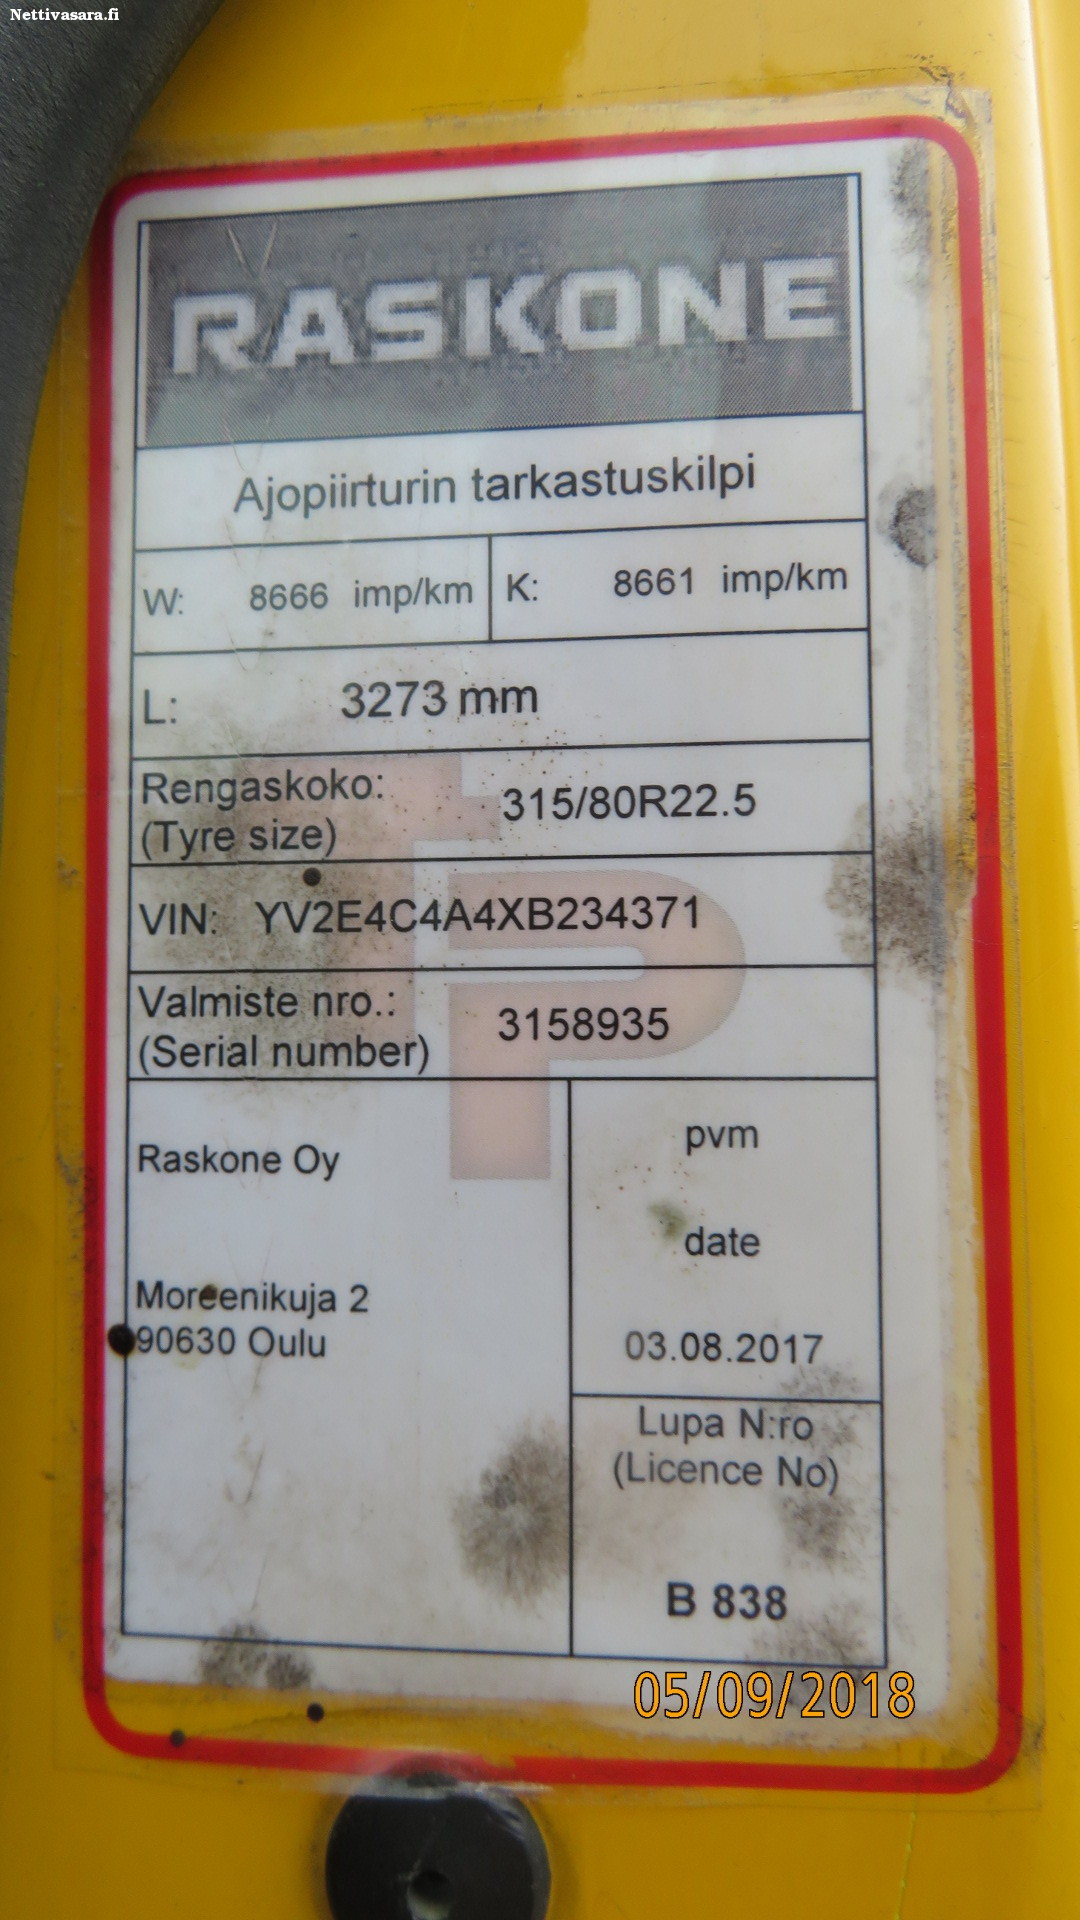 Nettivasara.fi
RASKONE
Ajopiirturin tarkastuskilpi
W: 8666 imp/km K: 8661 imp/km
L: 3273 mm
Rengaskoko: 315/80R22.5
(Tyre size)
VIN: YV2E4C4A4XB234371
Valmiste nro.: 3158935
(Serial number)
TP
Raskone Oy
Moreenikuja 2
90630 Oulu
pvm
date
03.08.2017
Lupa N:ro
(Licence No)
B 838
05/09/2018